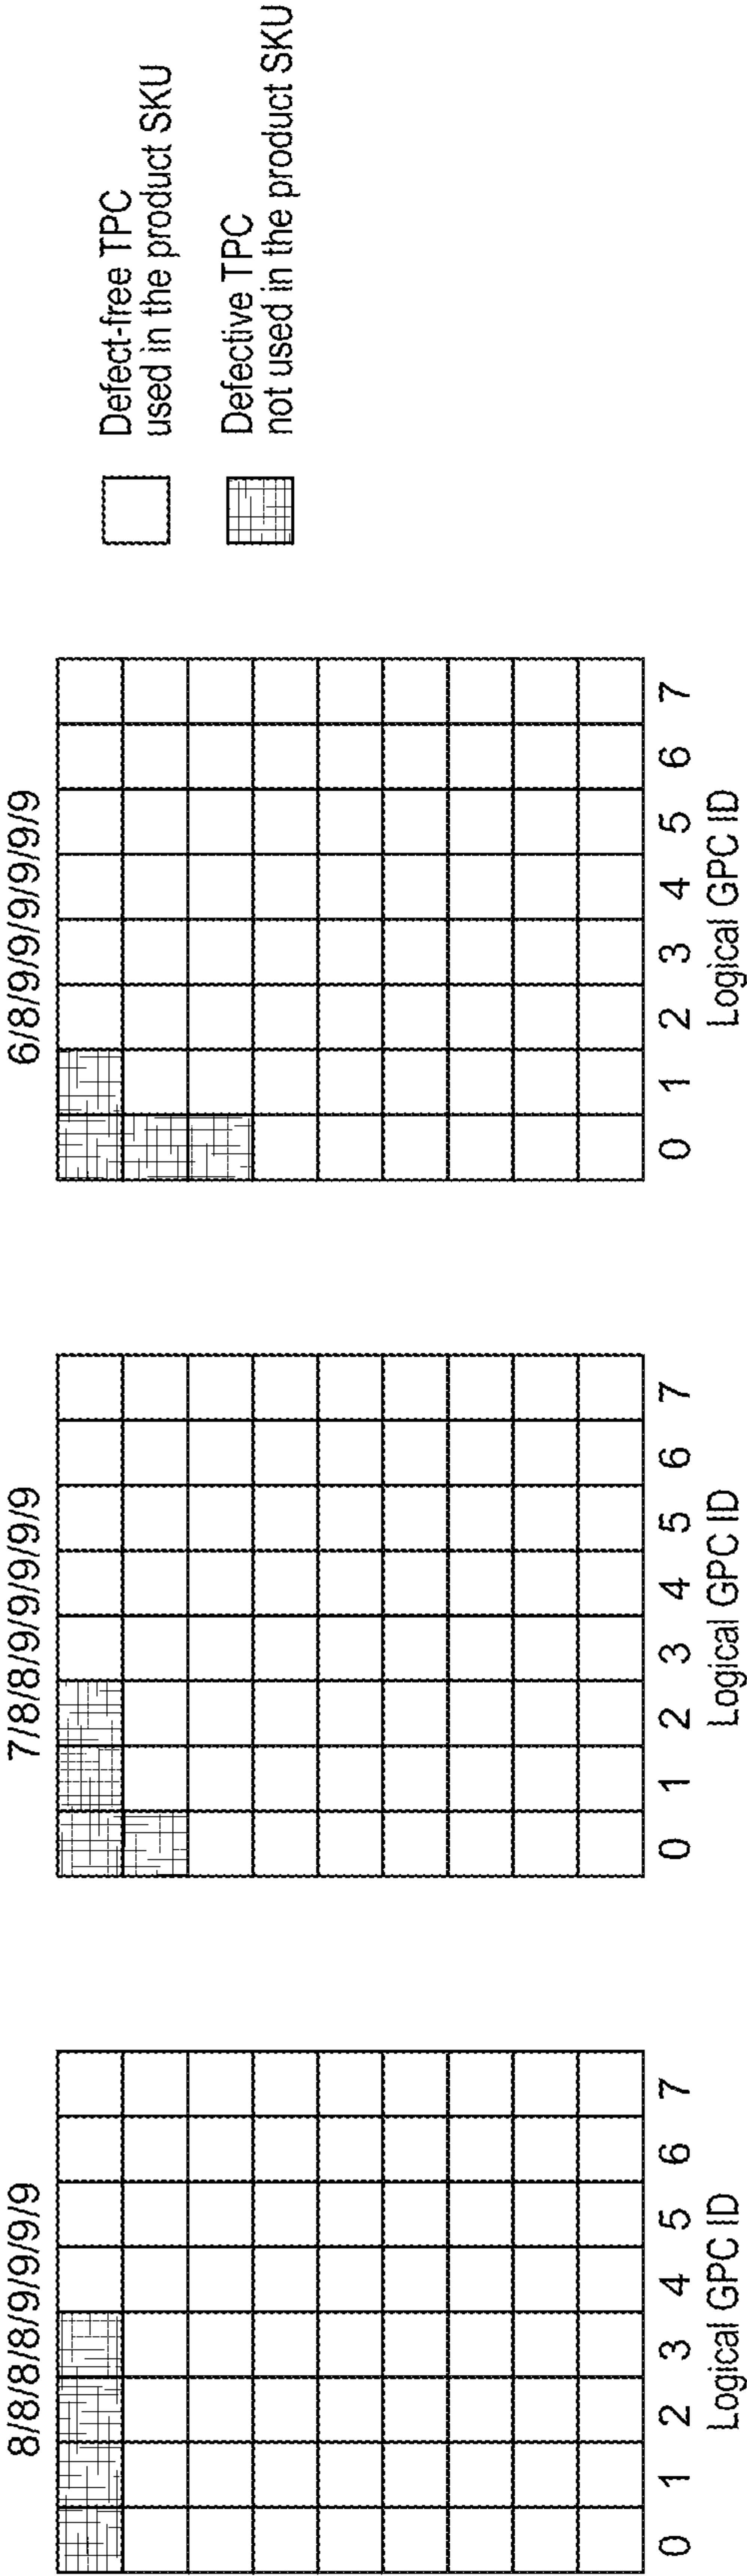 8/8/8/8/9/9/9/9
0 1 2 3 4 5 6 7
Logical GPC ID
7/8/8/9/9/9/9/9
0 1 2 3 4 5 6 7
Logical GPC ID
6/8/9/9/9/9/9/9
0 1 2 3 4 5 6 7
Logical GPC ID
Defect-free TPC
used in the product SKU
Defective TPC
not used in the product SKU